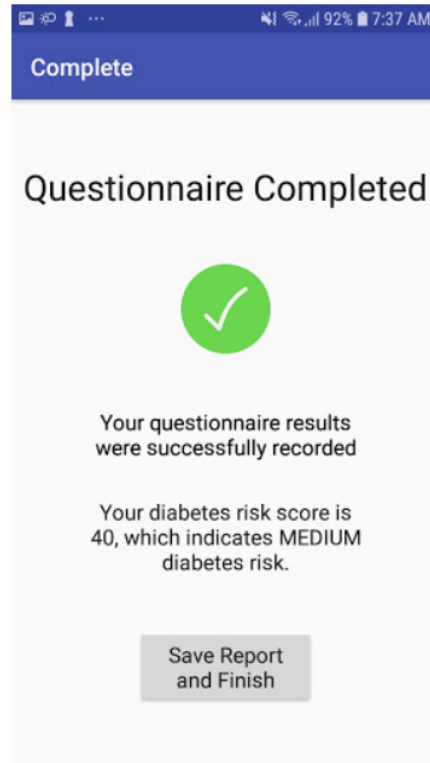 92% 7:37 AM
Complete
Questionnaire Completed
Your questionnaire results
were successfully recorded
Your diabetes risk score is
40, which indicates MEDIUM
diabetes risk.
Save Report
and Finish